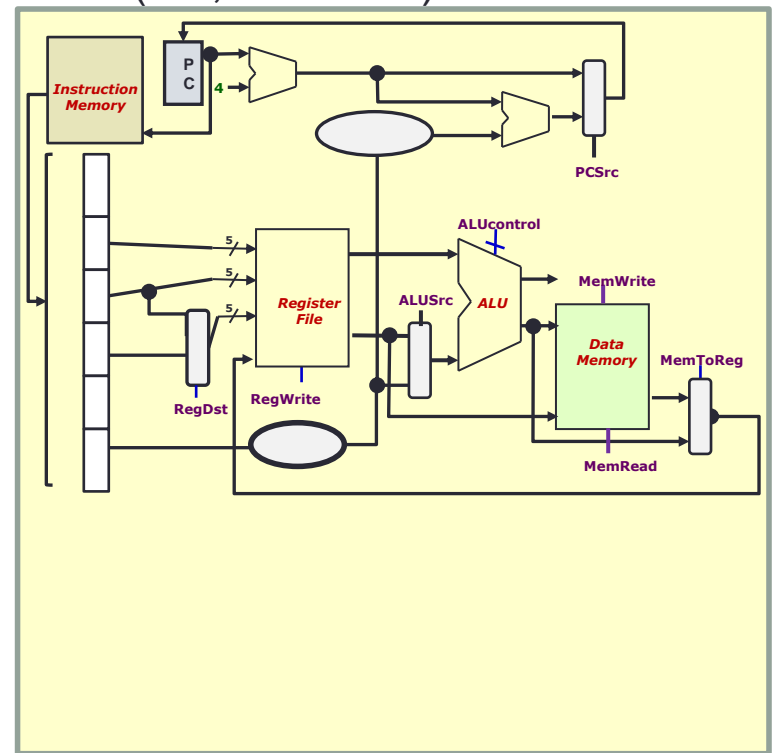 P
C
Instruction
Memory
4
PCSrc
ALUcontrol
5
5
5
MemWrite
ALUSrc
Register
File
ALU
Data
Memory
MemToReg
RegDst
RegWrite
MemRead